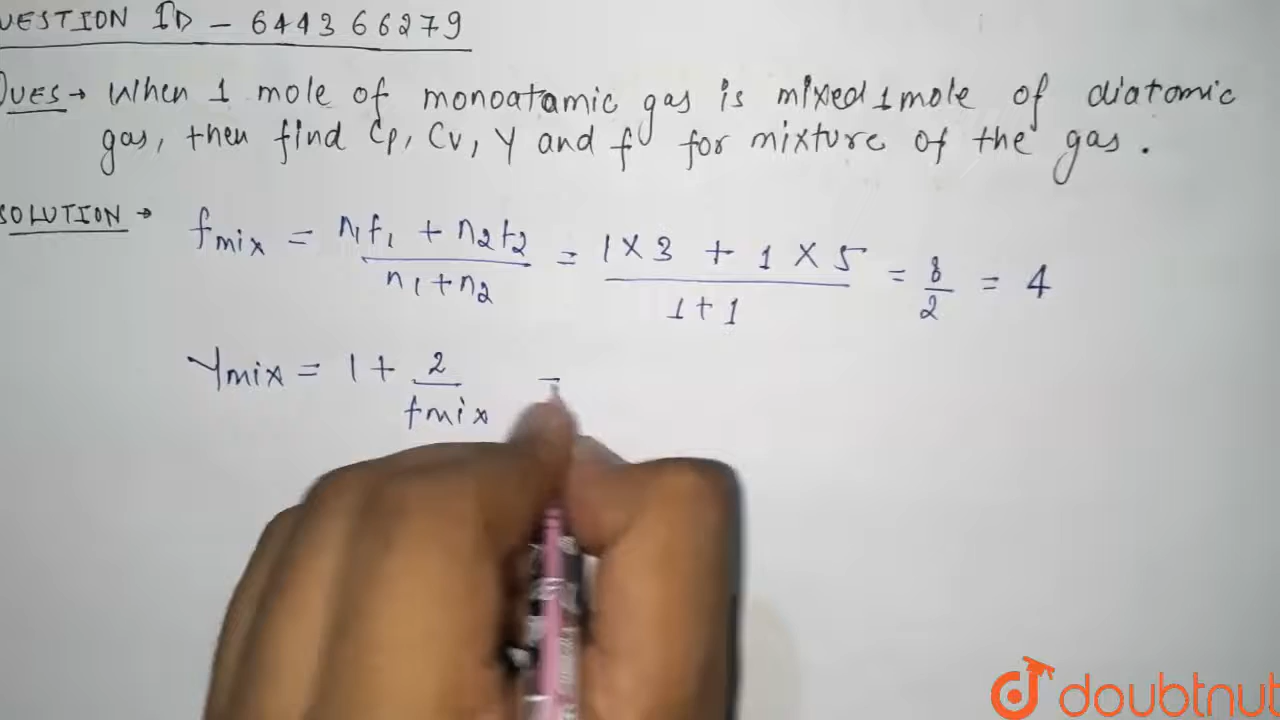 UESTION ID - 644366279
QUES → When 1 mole of monoatamic gas is mixed 1 mole of diatomic
gas, then find Cp, Cv, Y and f for mixture of the gas.
SOLUTION → fmix = n1f1 + n2f2 / n1 + n2 = 1 × 3 + 1 × 5 / 1 + 1 = 8 / 2 = 4
Ymix = 1 + 2 / fmix =
doubtnut